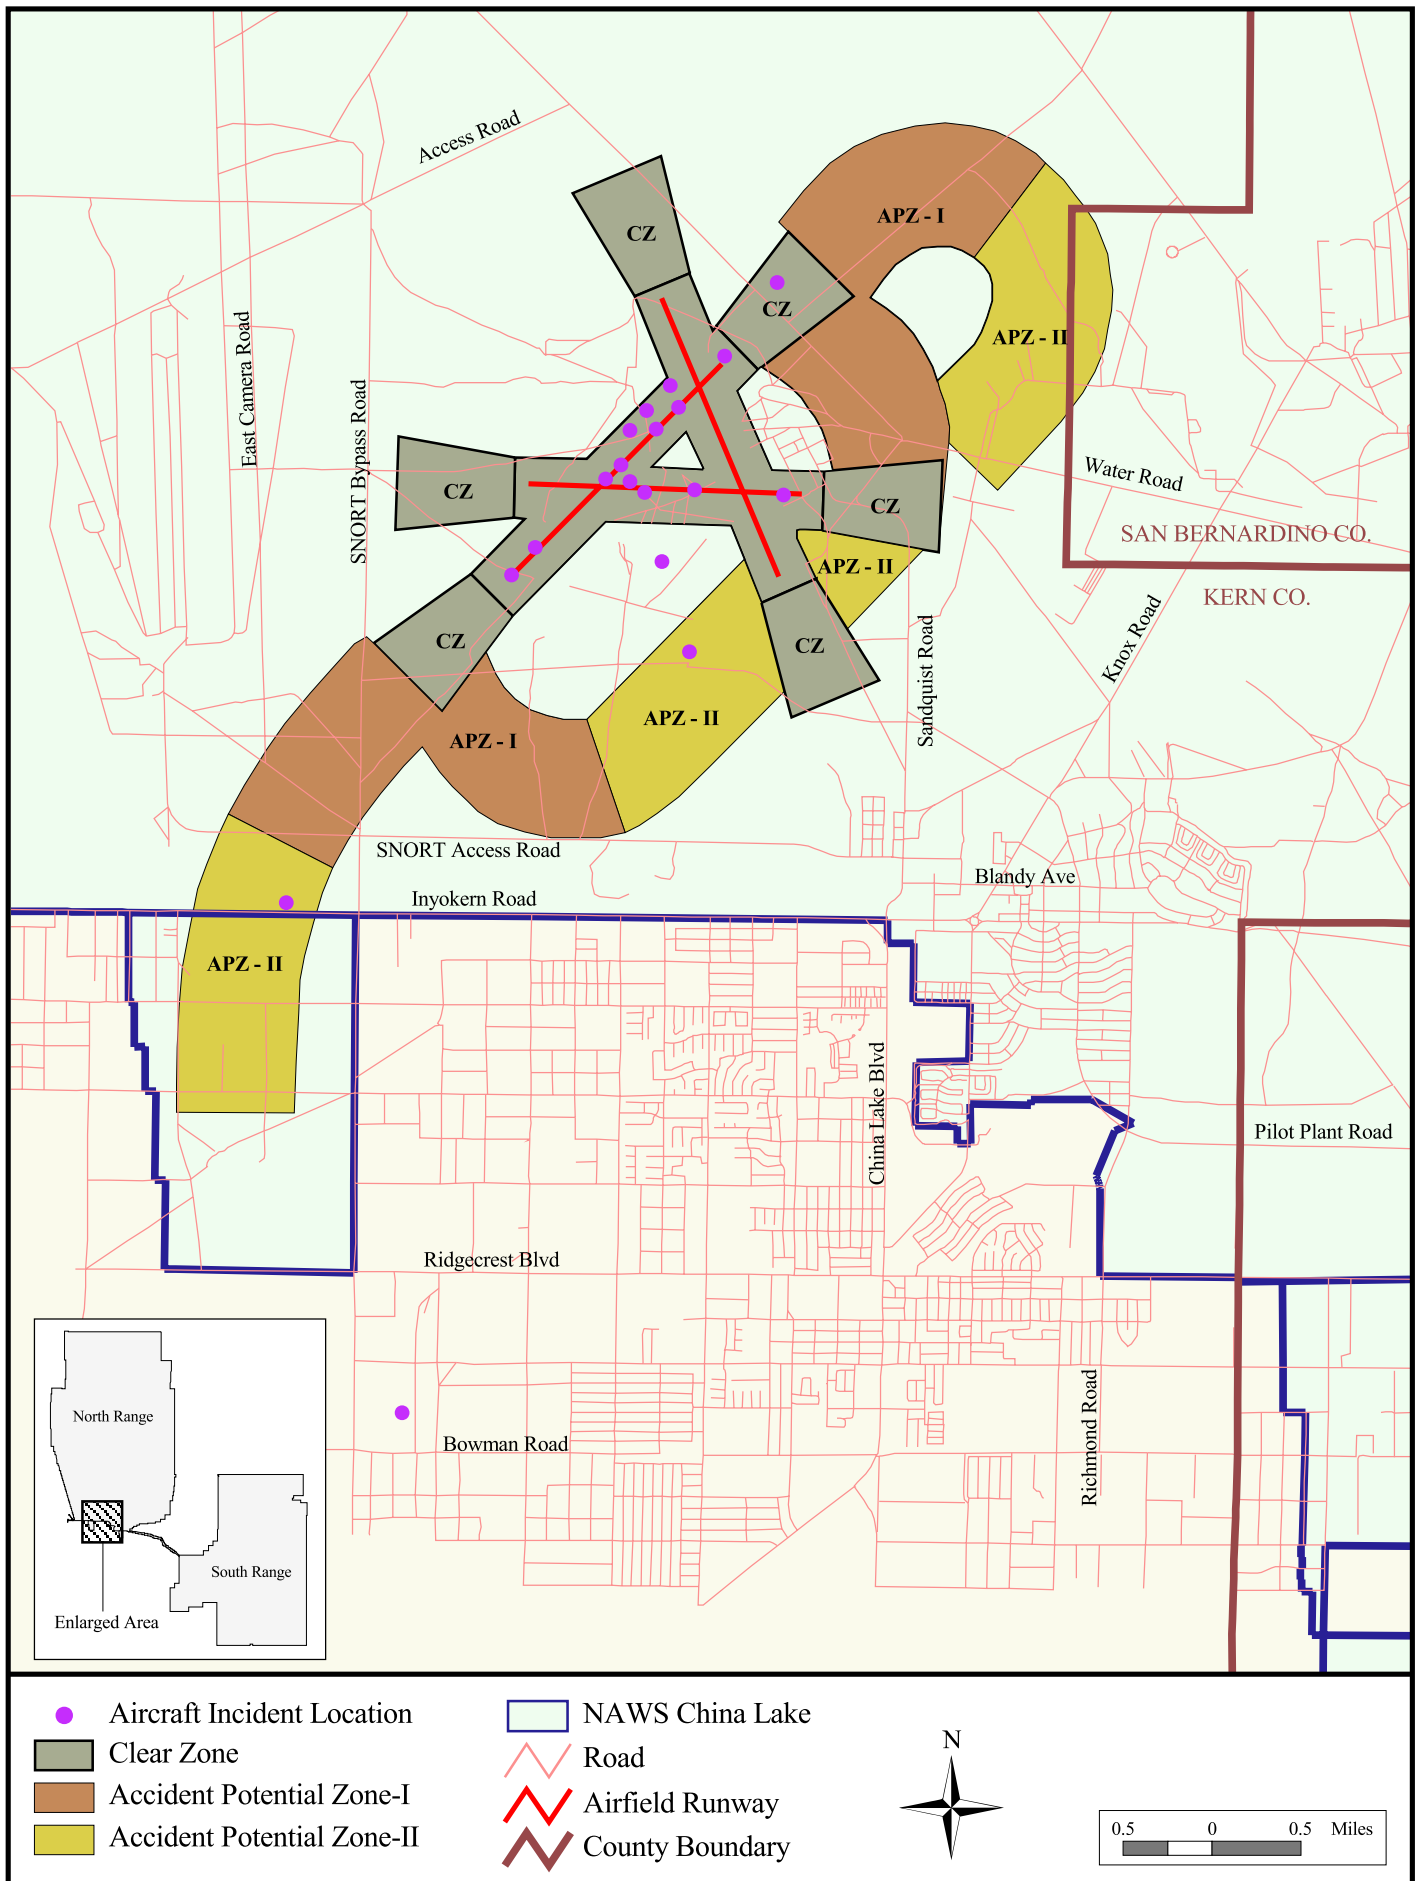 Access Road
CZ
APZ - I
CZ
East Camera Road
APZ - II
SNORT Bypass Road
Water Road
CZ
CZ
SAN BERNARDINO CO.
APZ - II
KERN CO.
Knox Road
CZ
CZ
Sandquist Road
APZ - II
APZ - I
SNORT Access Road
Blandy Ave
Inyokern Road
APZ - II
China Lake Blvd
Pilot Plant Road
Ridgecrest Blvd
North Range
Richmond Road
Bowman Road
South Range
Enlarged Area
Aircraft Incident Location
Clear Zone
Accident Potential Zone-I
Accident Potential Zone-II
NAWS China Lake
Road
Airfield Runway
County Boundary
N
0.5 0 0.5 Miles